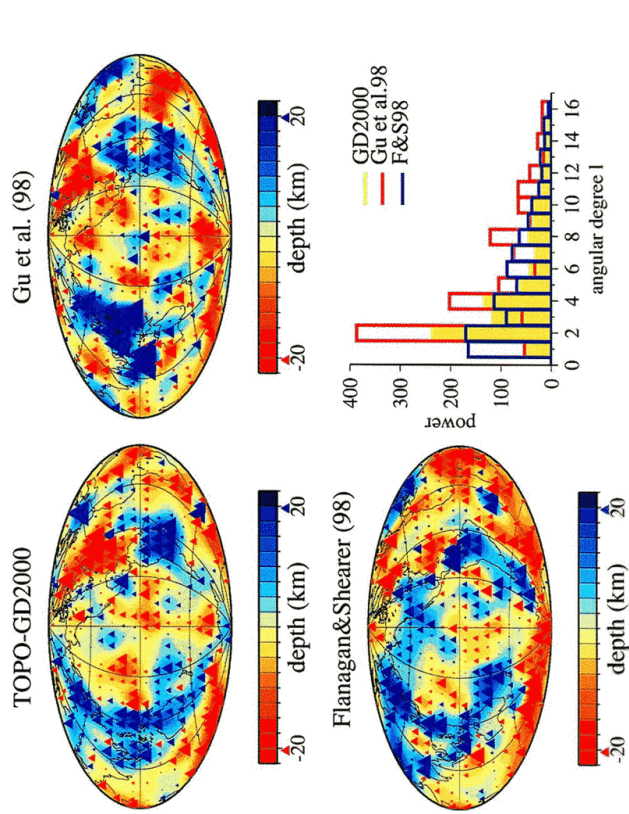 TOPO-GD2000
-20
20
depth (km)
Gu et al. (98)
-20
20
depth (km)
Flanagan&Shearer (98)
-20
20
depth (km)
GD2000
Gu et al.98
F&S98
400
300
200
100
0
power
0 2 4 6 8 10 12 14 16
angular degree l